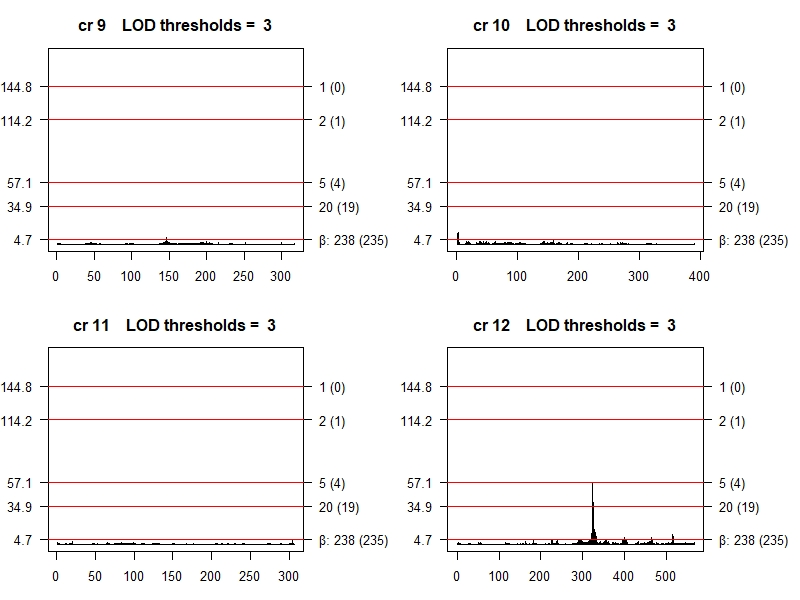 cr 9 LOD thresholds = 3
144.8 1 (0)
114.2 2 (1)
57.1 5 (4)
34.9 20 (19)
4.7 β: 238 (235)
0 50 100 150 200 250 300
cr 10 LOD thresholds = 3
144.8 1 (0)
114.2 2 (1)
57.1 5 (4)
34.9 20 (19)
4.7 β: 238 (235)
0 100 200 300 400
cr 11 LOD thresholds = 3
144.8 1 (0)
114.2 2 (1)
57.1 5 (4)
34.9 20 (19)
4.7 β: 238 (235)
0 50 100 150 200 250 300
cr 12 LOD thresholds = 3
144.8 1 (0)
114.2 2 (1)
57.1 5 (4)
34.9 20 (19)
4.7 β: 238 (235)
0 100 200 300 400 500